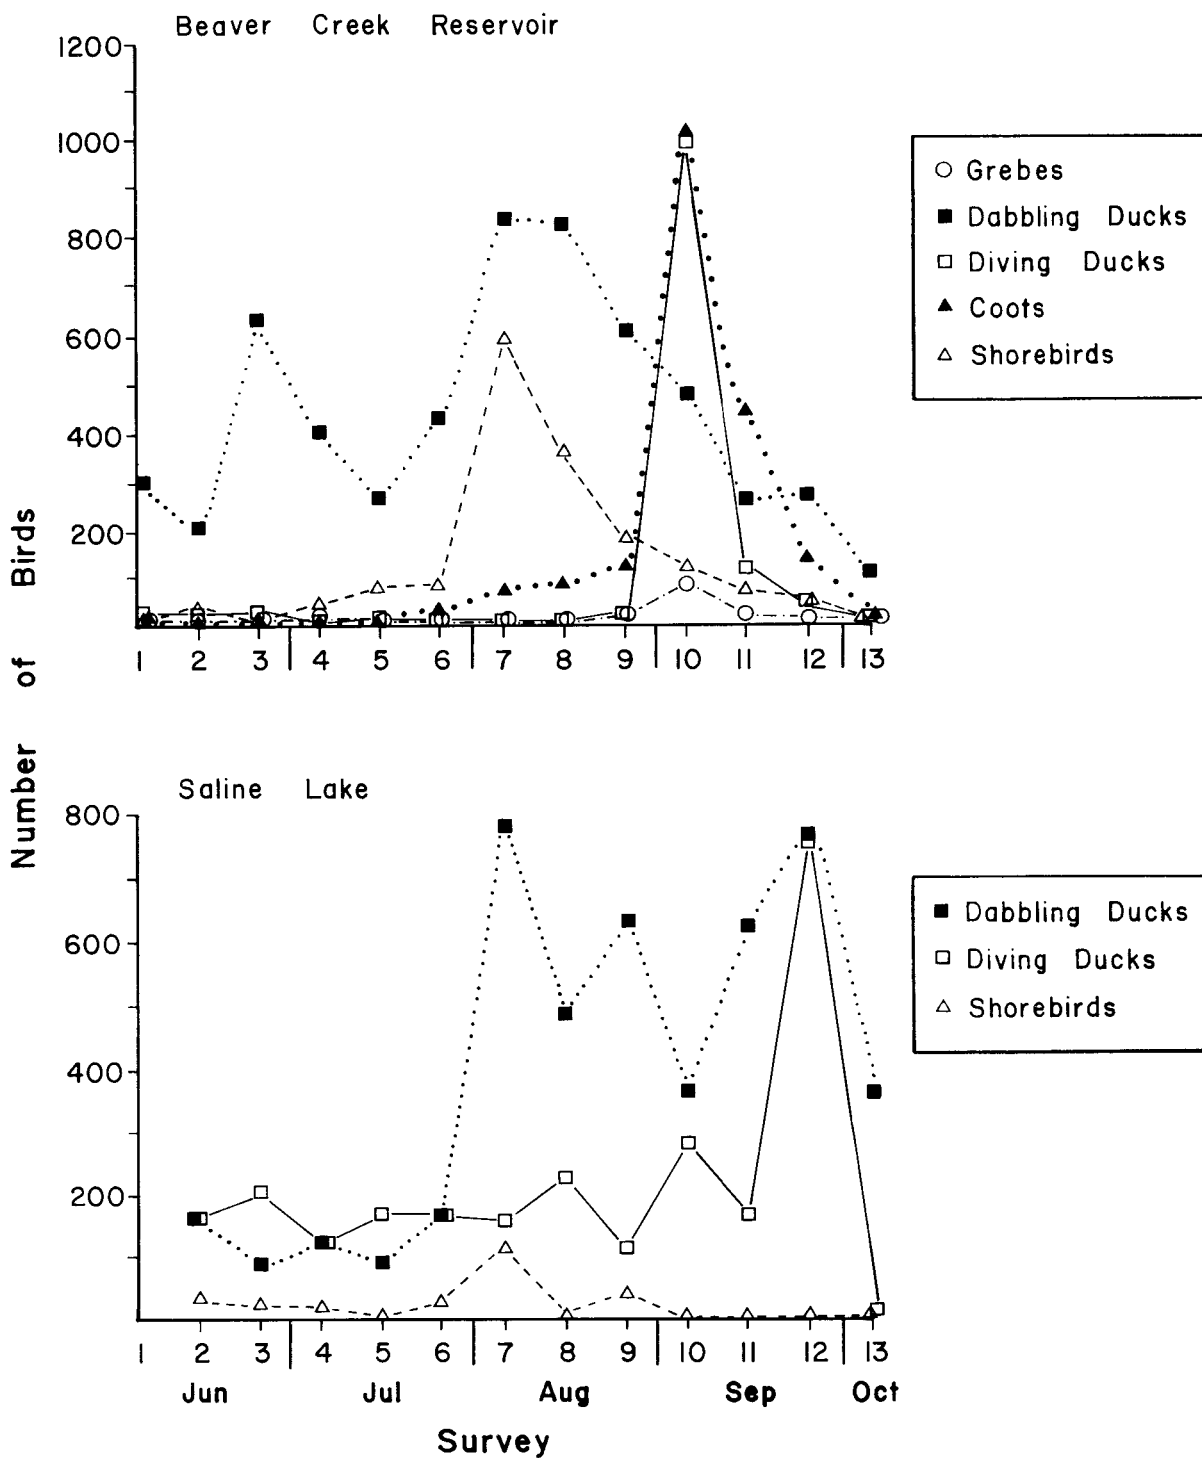 Beaver Creek Reservoir
1200
1000
800
600
400
200
1 2 3 4 5 6 7 8 9 10 11 12 13
Grebes
Dabbling Ducks
Diving Ducks
Coots
Shorebirds
Number of Birds
Saline Lake
800
600
400
200
1 2 3 4 5 6 7 8 9 10 11 12 13
Jun Jul Aug Sep Oct
Survey
Dabbling Ducks
Diving Ducks
Shorebirds